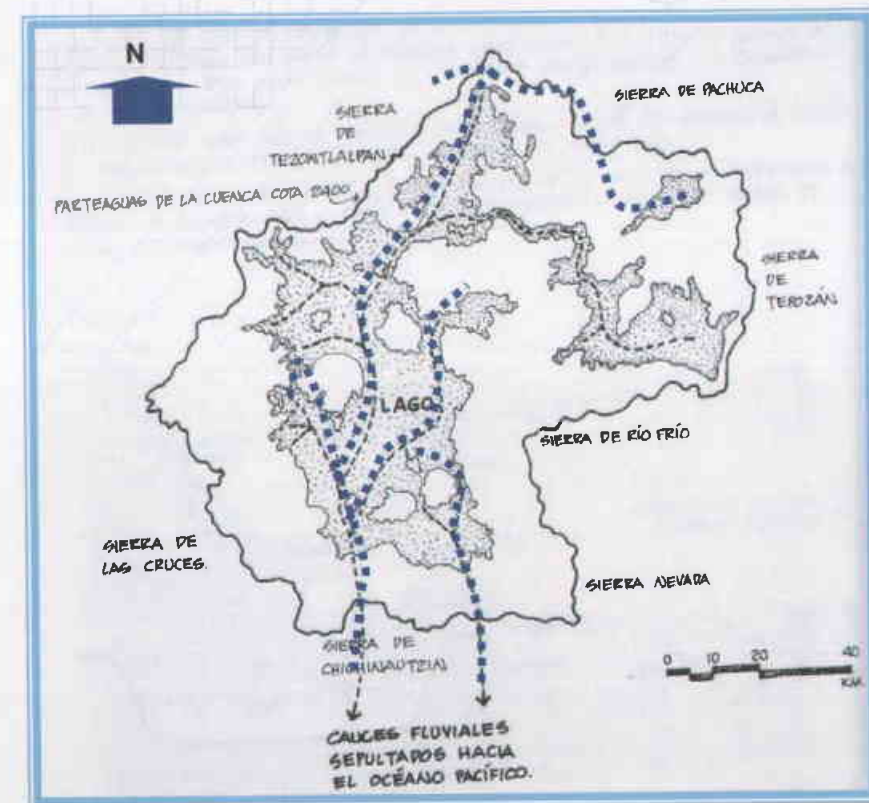 N
SIERRA DE PACHUCA
SIERRA
DE
TEZONTLALPAN
PARTEAGUAS DE LA CUENCA COTA 2400
SIERRA
DE
TEPOZÁN
LAGO
SIERRA DE RÍO FRÍO
SIERRA DE
LAS CRUCES.
SIERRA NEVADA
SIERRA DE
CHICHINAUTZIN
0 10 20 40
KM.
CAUCES FLUVIALES
SEPULTADOS HACIA
EL OCÉANO PACÍFICO.